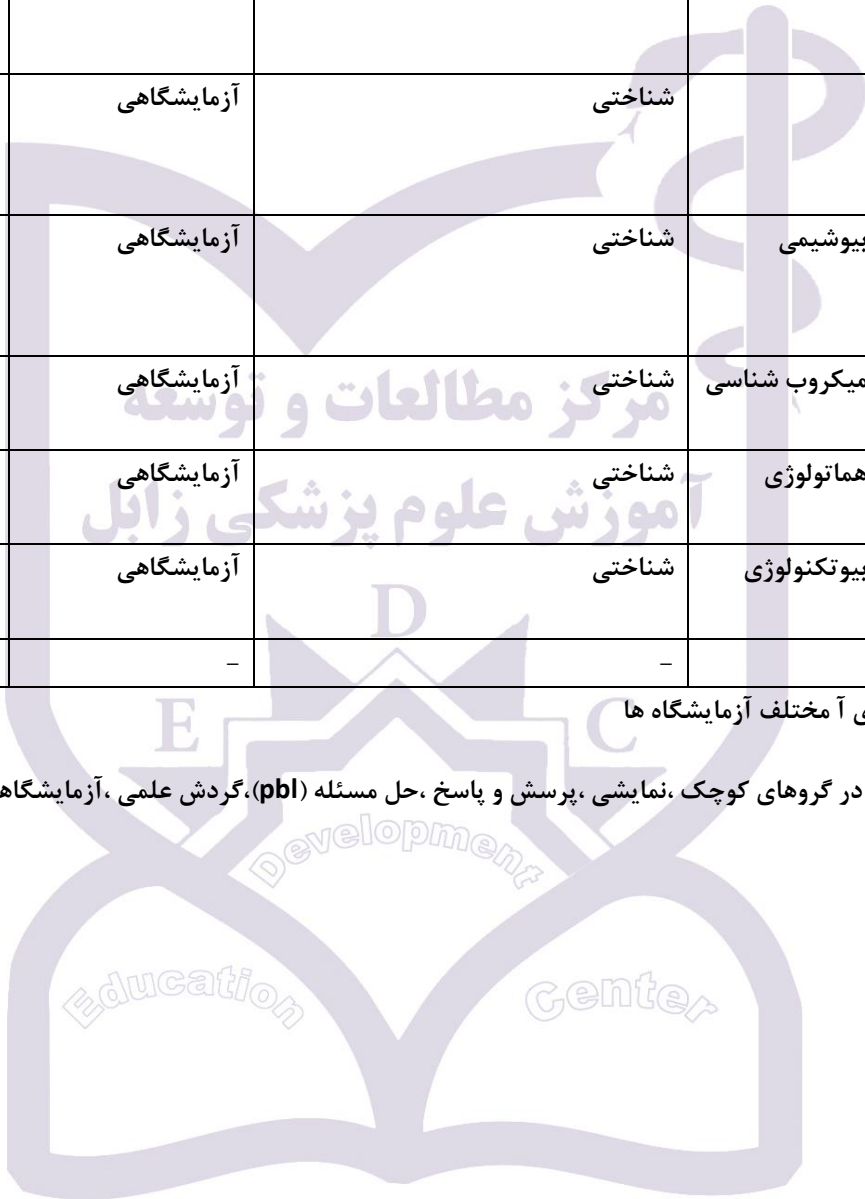 شناختی آزمایشگاهی
بیوشیمی شناختی آزمایشگاهی
میکروب شناسی شناختی آزمایشگاهی
مرکز مطالعات و توسعه
هماتولوژی شناختی آزمایشگاهی
آموزش علوم پزشکی زابل
بیوتکنولوژی شناختی آزمایشگاهی
D
– –
E C
ی آ مختلف آزمایشگاه ها
در گروهای کوچک ،نمایشی ،پرسش و پاسخ ،حل مسئله (pbl)،گردش علمی ،آزمایشگاه
Development
Education Center